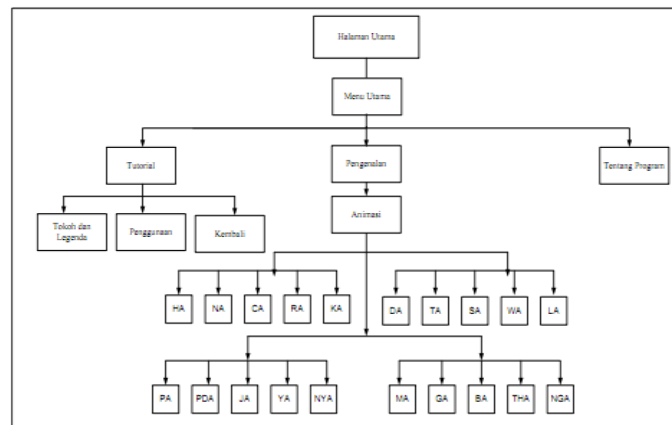 Halaman Utama
Menu Utama
Tutorial
Pengenalan
Tentang Program
Tokoh dan
Legenda
Penggunaan
Kembali
Animasi
HA NA CA RA KA
DA TA SA WA LA
PA PDA JA YA NYA
MA GA BA THA NGA